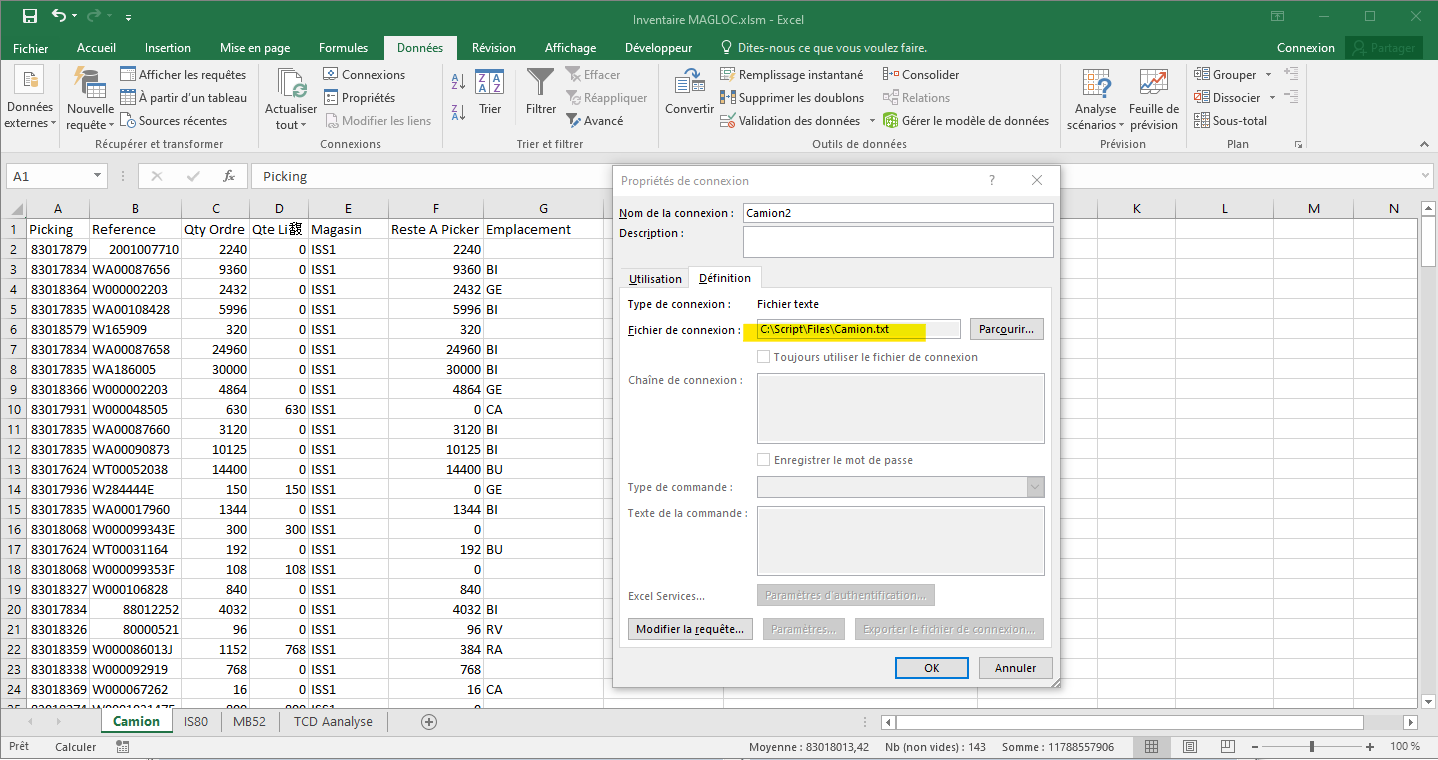 Inventaire MAGLOC.xlsm - Excel
Fichier Accueil Insertion Mise en page Formules Données Révision Affichage Développeur Dites-nous ce que vous voulez faire. Connexion Partager
Données externes
Nouvelle requête
Afficher les requêtes
À partir d'un tableau
Sources récentes
Récupérer et transformer
Actualiser tout
Connexions
Propriétés
Modifier les liens
Connexions
Trier
Filtrer
Effacer
Réappliquer
Avancé
Trier et filtrer
Convertir
Remplissage instantané
Supprimer les doublons
Validation des données
Consolider
Relations
Gérer le modèle de données
Outils de données
Analyse scénarios
Feuille de prévision
Prévision
Grouper
Dissocier
Sous-total
Plan
A1 fx Picking
A B C D E F G K L M N
1 Picking Reference Qty Ordre Qte Li Magasin Reste A Picker Emplacement
2 83017879 2001007710 2240 0 ISS1 2240
3 83017834 WA00087656 9360 0 ISS1 9360 BI
4 83018364 W000002203 2432 0 ISS1 2432 GE
5 83017835 WA00108428 5996 0 ISS1 5996 BI
6 83018579 W165909 320 0 ISS1 320
7 83017834 WA00087658 24960 0 ISS1 24960 BI
8 83017835 WA186005 30000 0 ISS1 30000 BI
9 83018366 W000002203 4864 0 ISS1 4864 GE
10 83017931 W000048505 630 630 ISS1 0 CA
11 83017835 WA00087660 3120 0 ISS1 3120 BI
12 83017835 WA00090873 10125 0 ISS1 10125 BI
13 83017624 WT00052038 14400 0 ISS1 14400 BU
14 83017936 W284444E 150 150 ISS1 0 GE
15 83017835 WA00017960 1344 0 ISS1 1344 BI
16 83018068 W000099343E 300 300 ISS1 0
17 83017624 WT00031164 192 0 ISS1 192 BU
18 83018068 W000099353F 108 108 ISS1 0
19 83018327 W000106828 840 0 ISS1 840
20 83017834 88012252 4032 0 ISS1 4032 BI
21 83018326 80000521 96 0 ISS1 96 RV
22 83018359 W000086013J 1152 768 ISS1 384 RA
23 83018338 W000092919 768 0 ISS1 768
24 83018369 W000067262 16 0 ISS1 16 CA
Propriétés de connexion ?
Nom de la connexion : Camion2
Description :
Utilisation Définition
Type de connexion : Fichier texte
Fichier de connexion : C:\Script\Files\Camion.txt Parcourir...
Toujours utiliser le fichier de connexion
Chaîne de connexion :
Enregistrer le mot de passe
Type de commande :
Texte de la commande :
Excel Services... Paramètres d'authentification...
Modifier la requête... Paramètres... Exporter le fichier de connexion...
OK Annuler
Camion IS80 MB52 TCD Aanalyse
Prêt Calculer Moyenne : 83018013,42 Nb (non vides) : 143 Somme : 11788557906 100 %